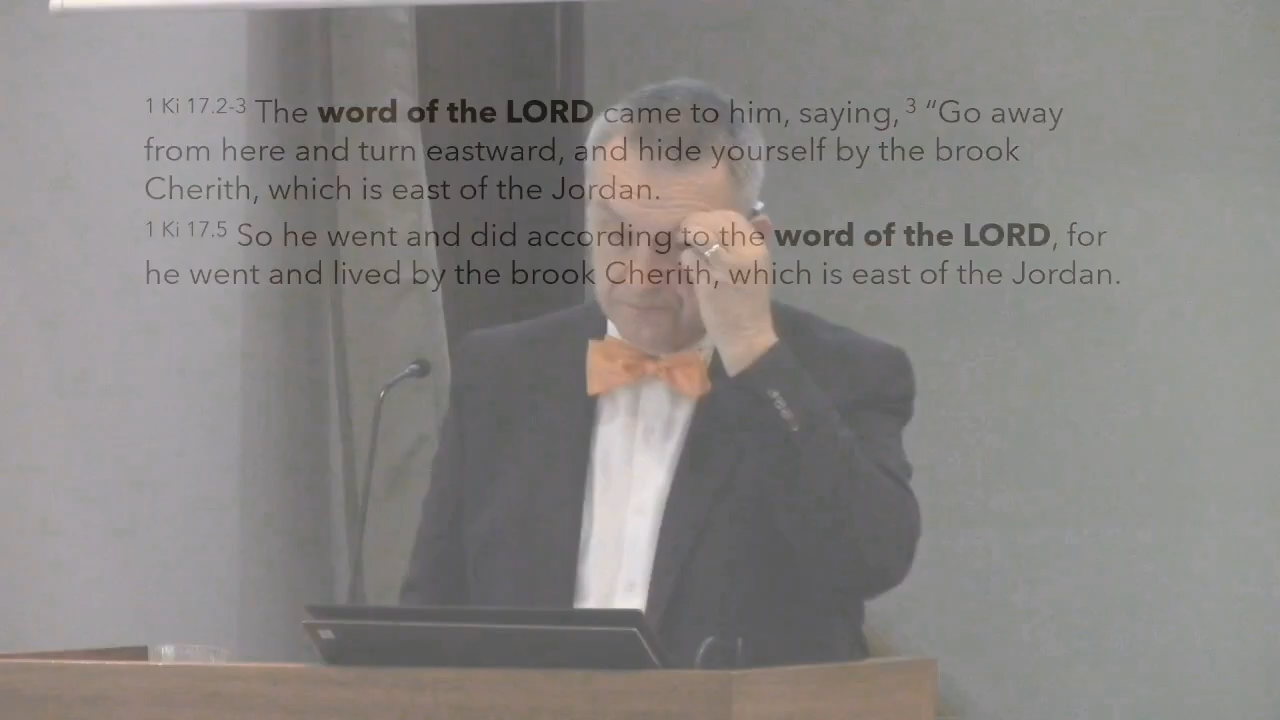 1 Ki 17.2-3 The word of the LORD came to him, saying, 3 “Go away
from here and turn eastward, and hide yourself by the brook
Cherith, which is east of the Jordan.
1 Ki 17.5 So he went and did according to the word of the LORD, for
he went and lived by the brook Cherith, which is east of the Jordan.